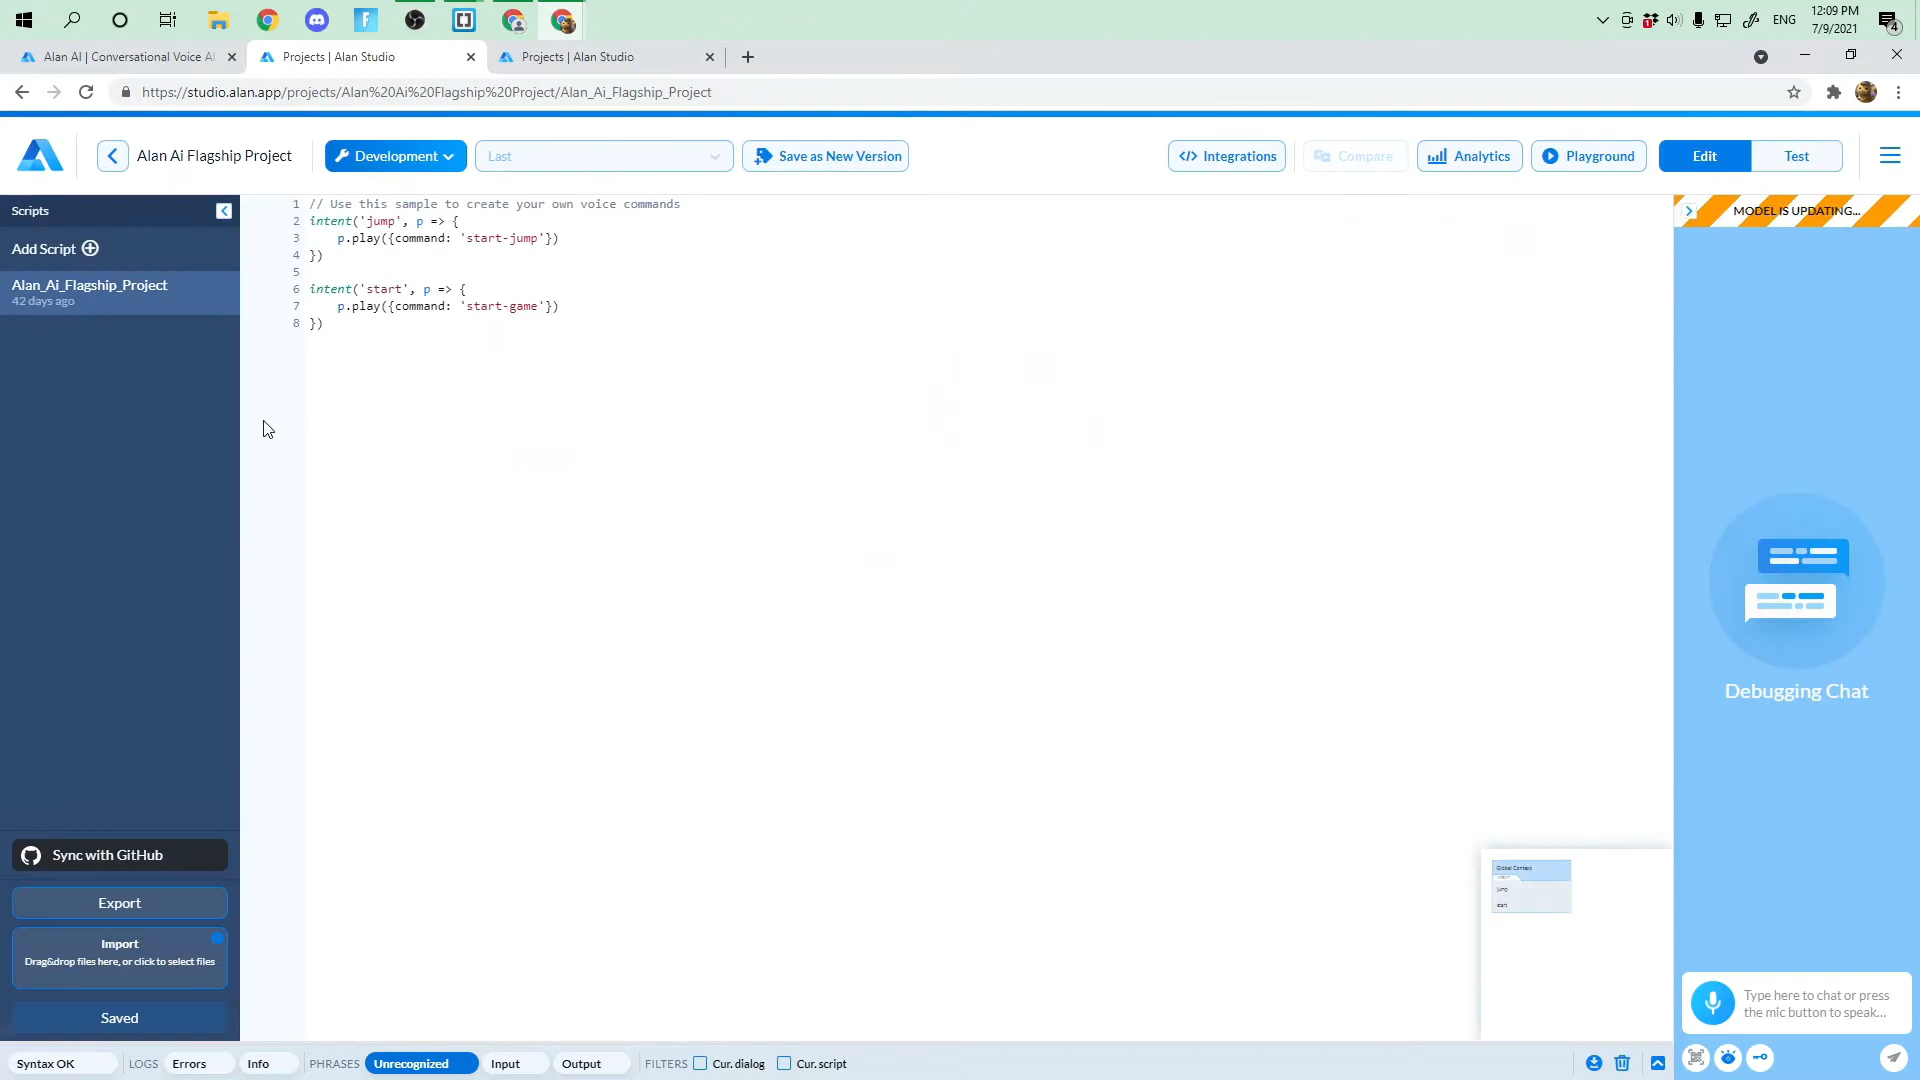 ENG
12:09 PM
7/9/2021
4
Alan AI | Conversational Voice AI
Projects | Alan Studio
Projects | Alan Studio
https://studio.alan.app/projects/Alan%20Ai%20Flagship%20Project/Alan_Ai_Flagship_Project
Alan Ai Flagship Project
Development
Last
Save as New Version
</> Integrations
Compare
Analytics
Playground
Edit
Test
Scripts
Add Script
Alan_Ai_Flagship_Project
42 days ago
1 // Use this sample to create your own voice commands
2 intent('jump', p => {
3 p.play({command: 'start-jump'})
4 })
5
6 intent('start', p => {
7 p.play({command: 'start-game'})
8 })
MODEL IS UPDATING...
Debugging Chat
Global Context
jump
start
Sync with GitHub
Export
Import
Drag&drop files here, or click to select files
Saved
Type here to chat or press
the mic button to speak...
Syntax OK
LOGS
Errors
Info
PHRASES
Unrecognized
Input
Output
FILTERS
Cur. dialog
Cur. script